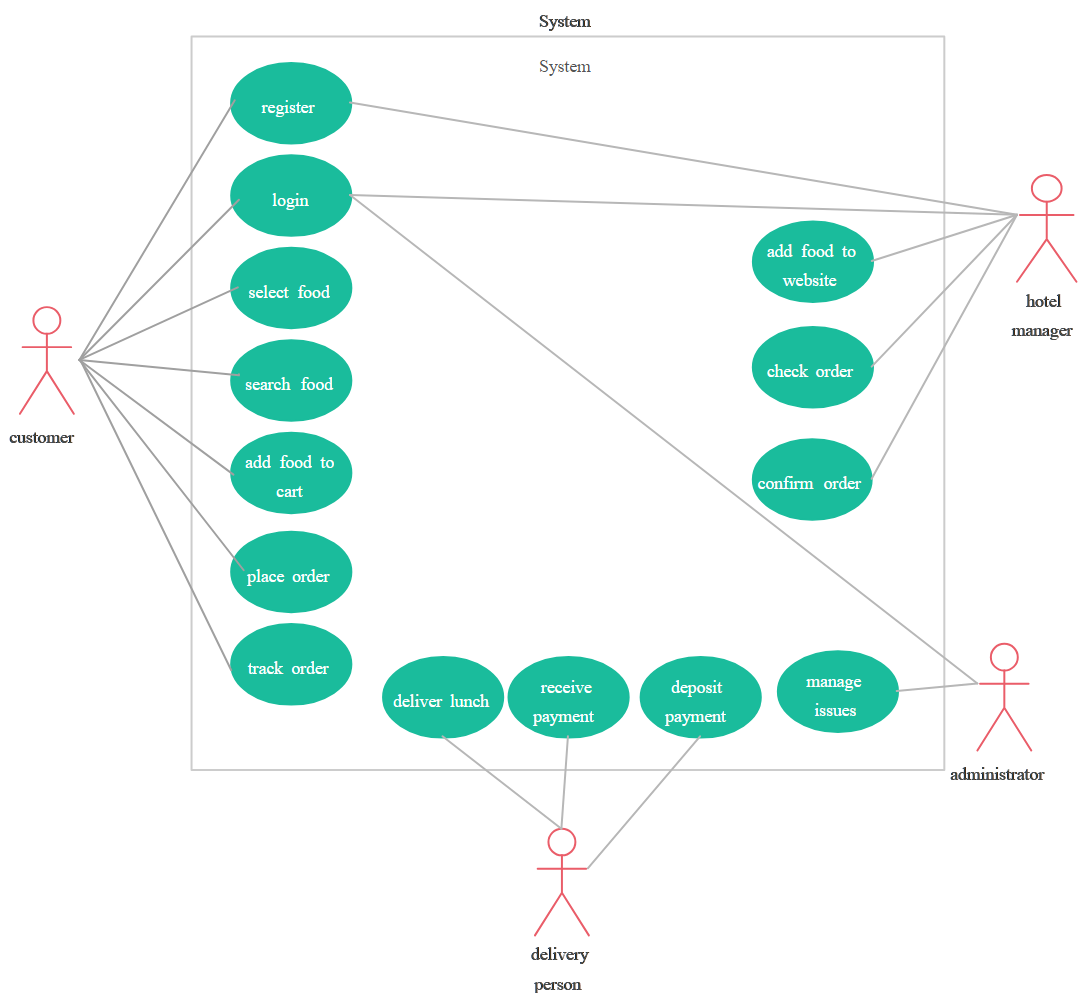 System
System
register
login
select food
search food
add food to
cart
place order
track order
add food to
website
check order
confirm order
deliver lunch
receive
payment
deposit
payment
manage
issues
customer
hotel
manager
administrator
delivery
person